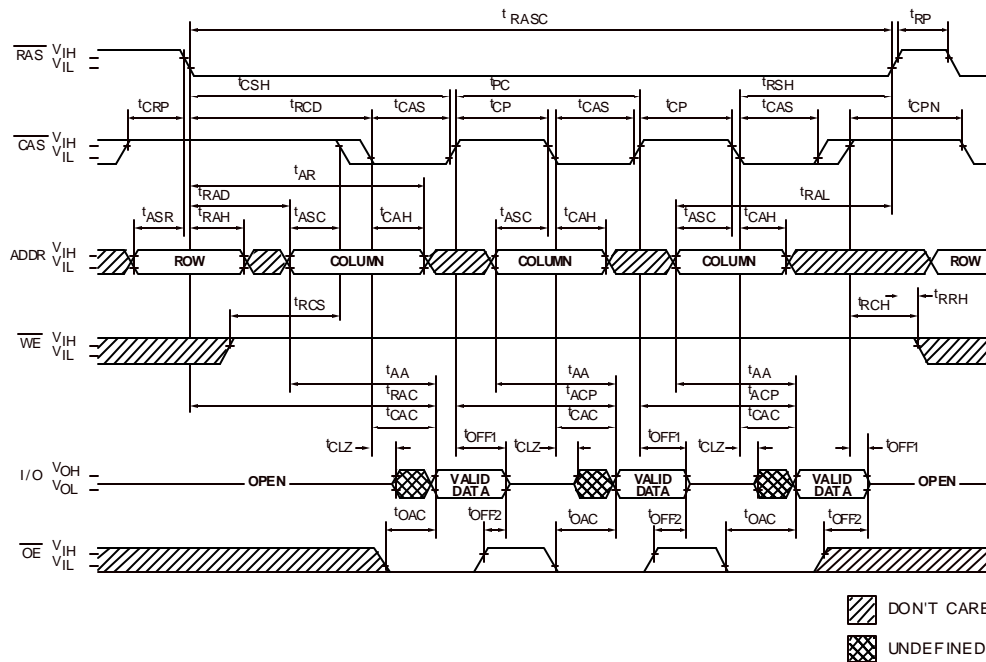 tRASC tRP
RAS VIH
VIL
tCSH tPC tRSH
tCRP tRCD tCAS tCP tCAS tCP tCAS tCPN
CAS VIH
VIL
tAR
tRAD tRAL
tASR tRAH tASC tCAH tASC tCAH tASC tCAH
ADDR VIH
VIL
ROW COLUMN COLUMN COLUMN ROW
tRCS tRCH tRRH
WE VIH
VIL
tAA tAA tAA
tRAC tACP tACP
tCAC tCAC tCAC
tCLZ tOFF1 tCLZ tOFF1 tCLZ tOFF1
I/O VOH
VOL
OPEN VALID DATA VALID DATA VALID DATA OPEN
tOAC tOFF2 tOAC tOFF2 tOAC tOFF2
OE VIH
VIL
DON'T CARE
UNDEFINED